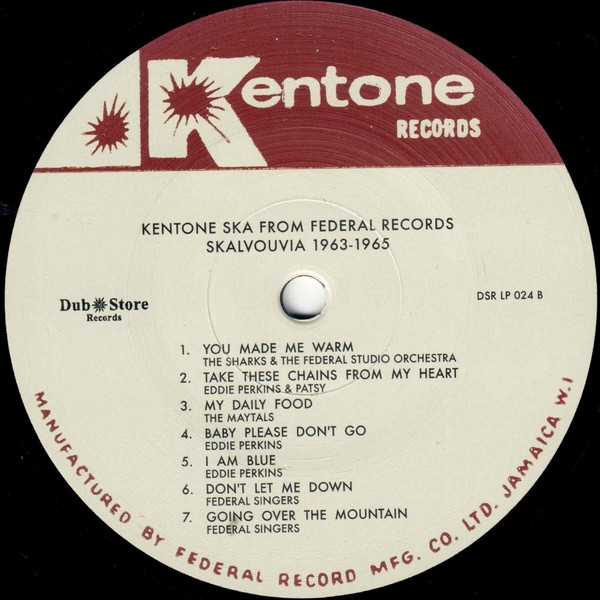 Kentone
RECORDS
KENTONE SKA FROM FEDERAL RECORDS
SKALVOUVIA 1963-1965
Dub Store
Records
DSR LP 024 B
1. YOU MADE ME WARM
THE SHARKS & THE FEDERAL STUDIO ORCHESTRA
2. TAKE THESE CHAINS FROM MY HEART
EDDIE PERKINS & PATSY
3. MY DAILY FOOD
THE MAYTALS
4. BABY PLEASE DON'T GO
EDDIE PERKINS
5. I AM BLUE
EDDIE PERKINS
6. DON'T LET ME DOWN
FEDERAL SINGERS
7. GOING OVER THE MOUNTAIN
FEDERAL SINGERS
MANUFACTURED BY FEDERAL RECORD MFG. CO. LTD. JAMAICA W.I